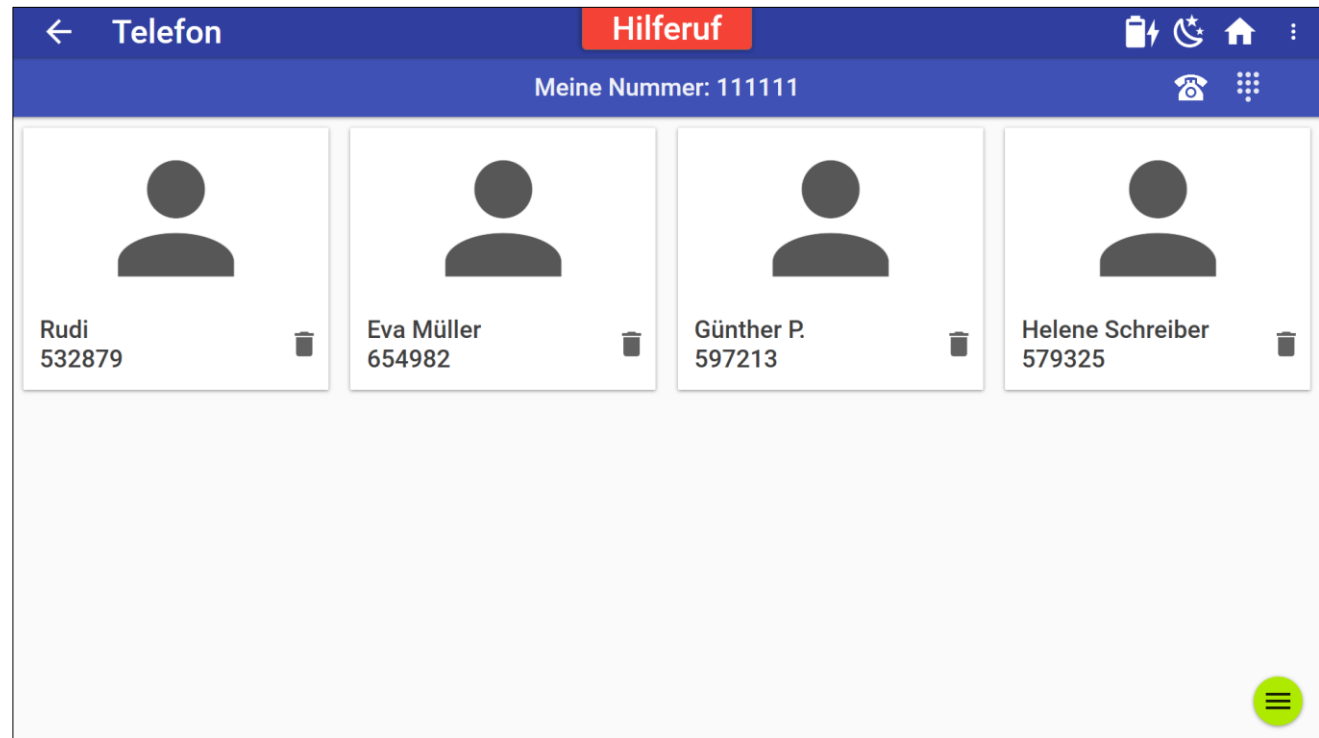 Telefon
Hilferuf
Meine Nummer: 111111
Rudi
532879
Eva Müller
654982
Günther P.
597213
Helene Schreiber
579325